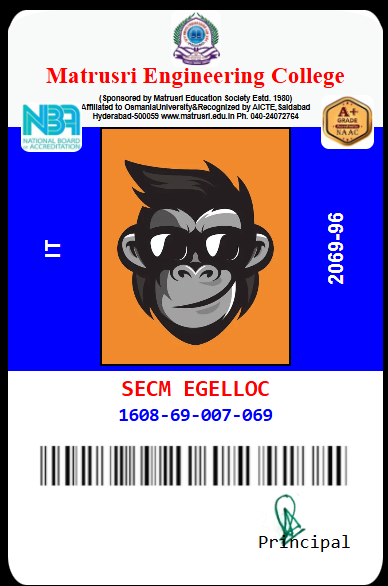 Matrusri Engineering College
(Sponsored by Matrusri Education Society Estd. 1980)
Affiliated to OsmaniaUniversity&Recognized by AICTE,Saidabad
Hyderabad-500059 www.matrusri.edu.in Ph. 040-24072764
NBA
NATIONAL BOARD
of ACCREDITATION
A+
GRADE
NAAC
IT
2069-96
SECM EGELLOC
1608-69-007-069
Principal